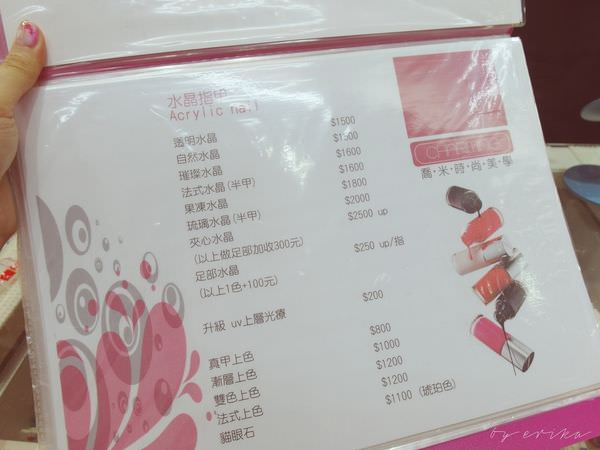 水晶指甲
Acrylic nail
透明水晶 $1500
自然水晶 $1500
璀璨水晶 $1600
法式水晶(半甲) $1600
果凍水晶 $1800
琉璃水晶(半甲) $2000
夾心水晶 $2500 up
(以上做足部加收300元)
足部水晶 $250 up/指
(以上1色+100元)
升級 uv上層光療 $200
真甲上色 $800
漸層上色 $1000
雙色上色 $1200
法式上色 $1200
貓眼石 $1100(琥珀色)
CHARMING
喬·米·時·尚·美·學
by erika